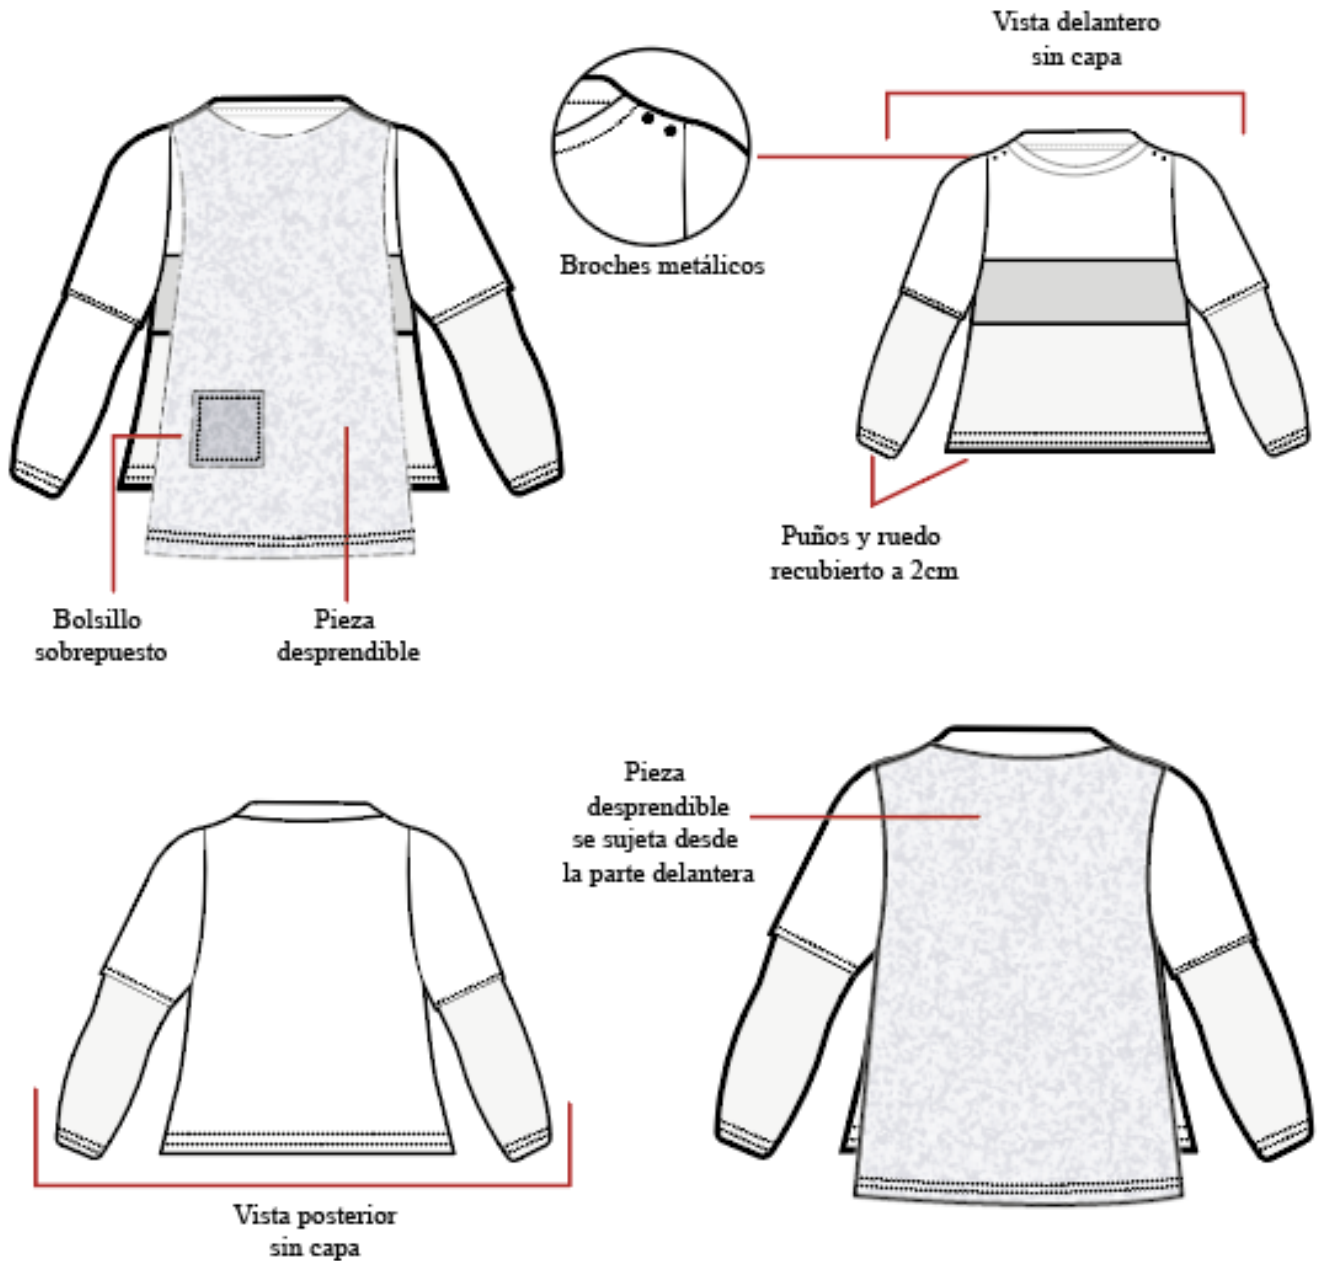 Vista delantero
sin capa
Broches metálicos
Puños y ruedo
recubierto a 2cm
Bolsillo
sobrepuesto
Pieza
desprendible
Pieza
desprendible
se sujeta desde
la parte delantera
Vista posterior
sin capa